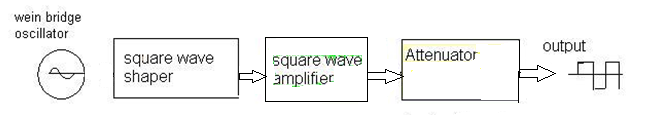 wein bridge
oscillator
square wave
shaper
square wave
amplifier
Attenuator
output